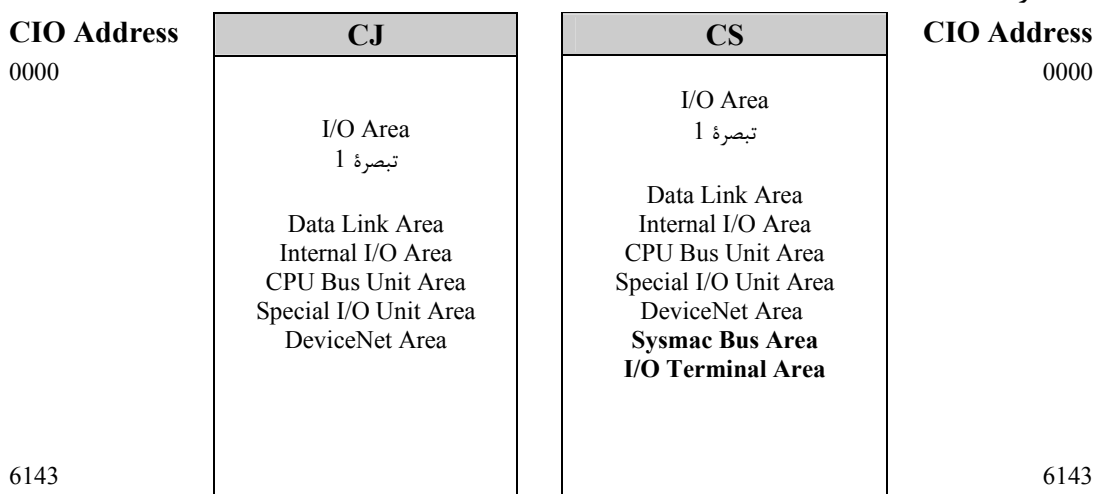 CIO Address
0000
6143
CJ
I/O Area
تبصرۀ 1
Data Link Area
Internal I/O Area
CPU Bus Unit Area
Special I/O Unit Area
DeviceNet Area
CS
I/O Area
تبصرۀ 1
Data Link Area
Internal I/O Area
CPU Bus Unit Area
Special I/O Unit Area
DeviceNet Area
Sysmac Bus Area
I/O Terminal Area
CIO Address
0000
6143